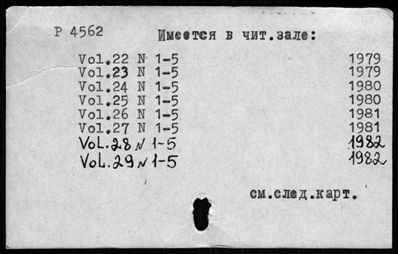 P 4562 Имеется в чит.зале:
Vol.22 N 1-5 1979
Vol.23 N 1-5 1979
Vol.24 N 1-5 1980
Vol.25 N 1-5 1980
Vol.26 N 1-5 1981
Vol.27 N 1-5 1981
Vol.28 N 1-5 1982
Vol.29 N 1-5 1982
см.след.карт.